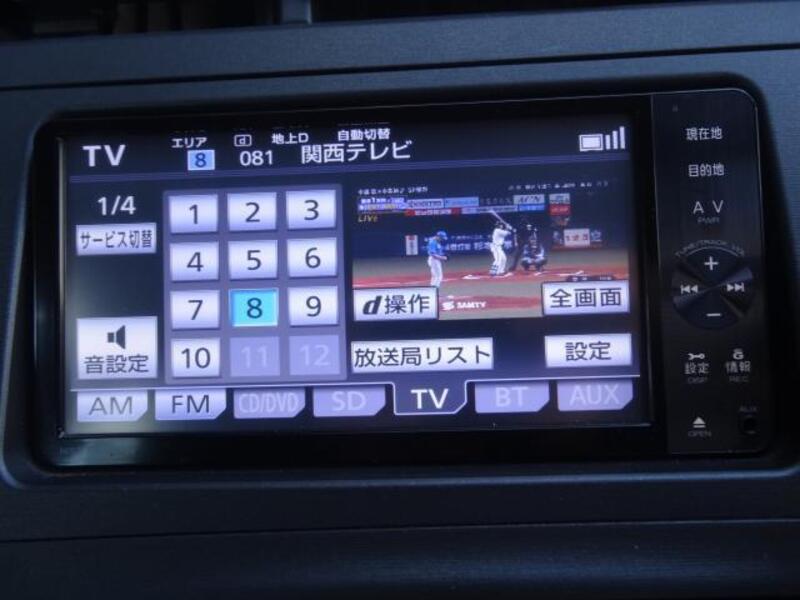 エリア d 地上D 自動切替
TV 8 081 関西テレビ
1/4
サービス切替
1 2 3
4 5 6
7 8 9
10 11 12
音設定
LIVE
SAMTY
d操作
全画面
放送局リスト
設定
AM FM CD/DVD SD TV BT AUX
現在地
目的地
AV
PWR
TUNE/TRACK VOL
+
−
設定 情報
DISP REC
AUX
OPEN